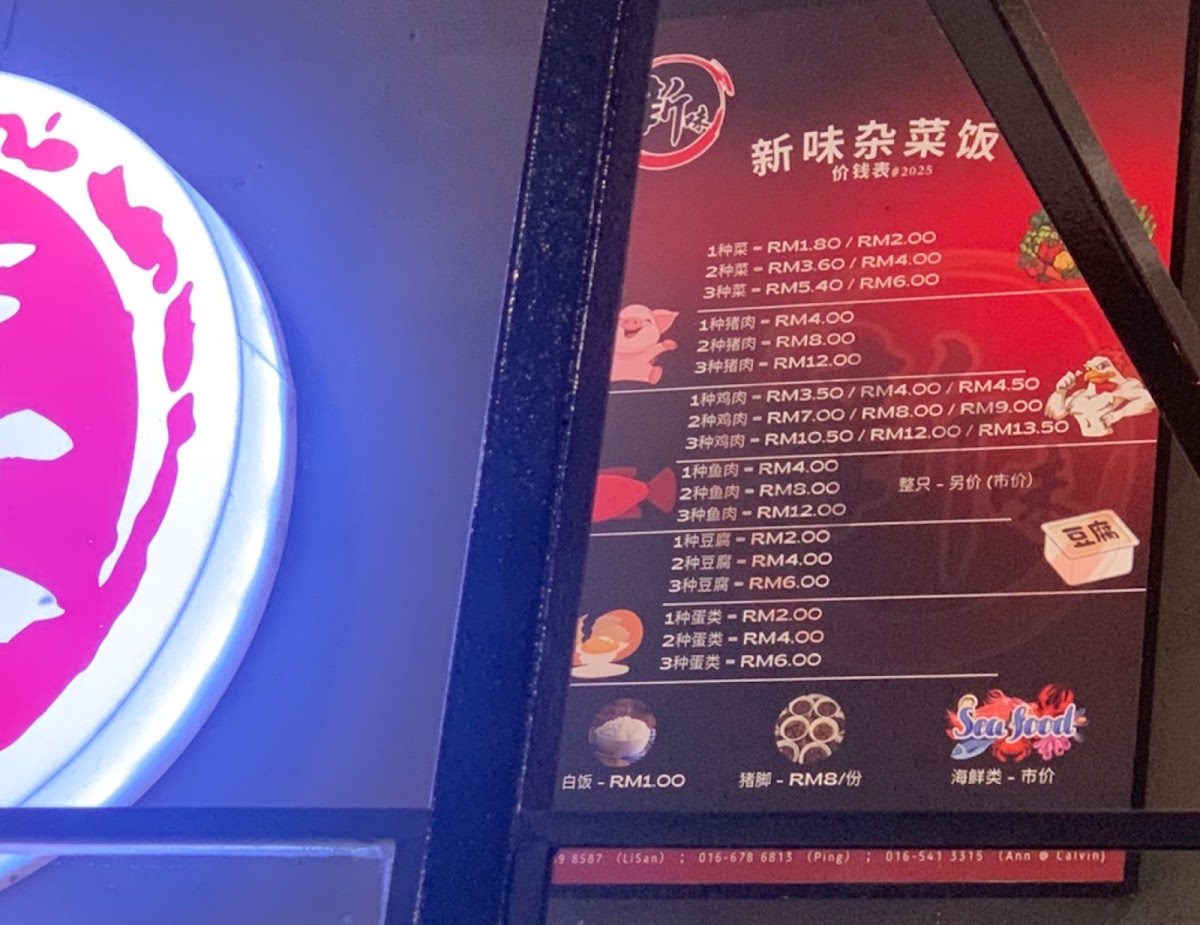 新味
新味杂菜饭
价钱表#2025
1种菜 = RM1.80 / RM2.00
2种菜 = RM3.60 / RM4.00
3种菜 = RM5.40 / RM6.00
1种猪肉 = RM4.00
2种猪肉 = RM8.00
3种猪肉 = RM12.00
1种鸡肉 = RM3.50 / RM4.00 / RM4.50
2种鸡肉 = RM7.00 / RM8.00 / RM9.00
3种鸡肉 = RM10.50 / RM12.00 / RM13.50
1种鱼肉 = RM4.00
2种鱼肉 = RM8.00
整只 - 另价 (市价)
3种鱼肉 = RM12.00
1种豆腐 = RM2.00
2种豆腐 = RM4.00
3种豆腐 = RM6.00
豆腐
1种蛋类 = RM2.00
2种蛋类 = RM4.00
3种蛋类 = RM6.00
Sea food
白饭 - RM1.00 猪脚 - RM8/份 海鲜类 - 市价
9 8587 (LiSan) ; 016-678 6813 (Ping) ; 016-541 3315 (Ann @ Calvin)